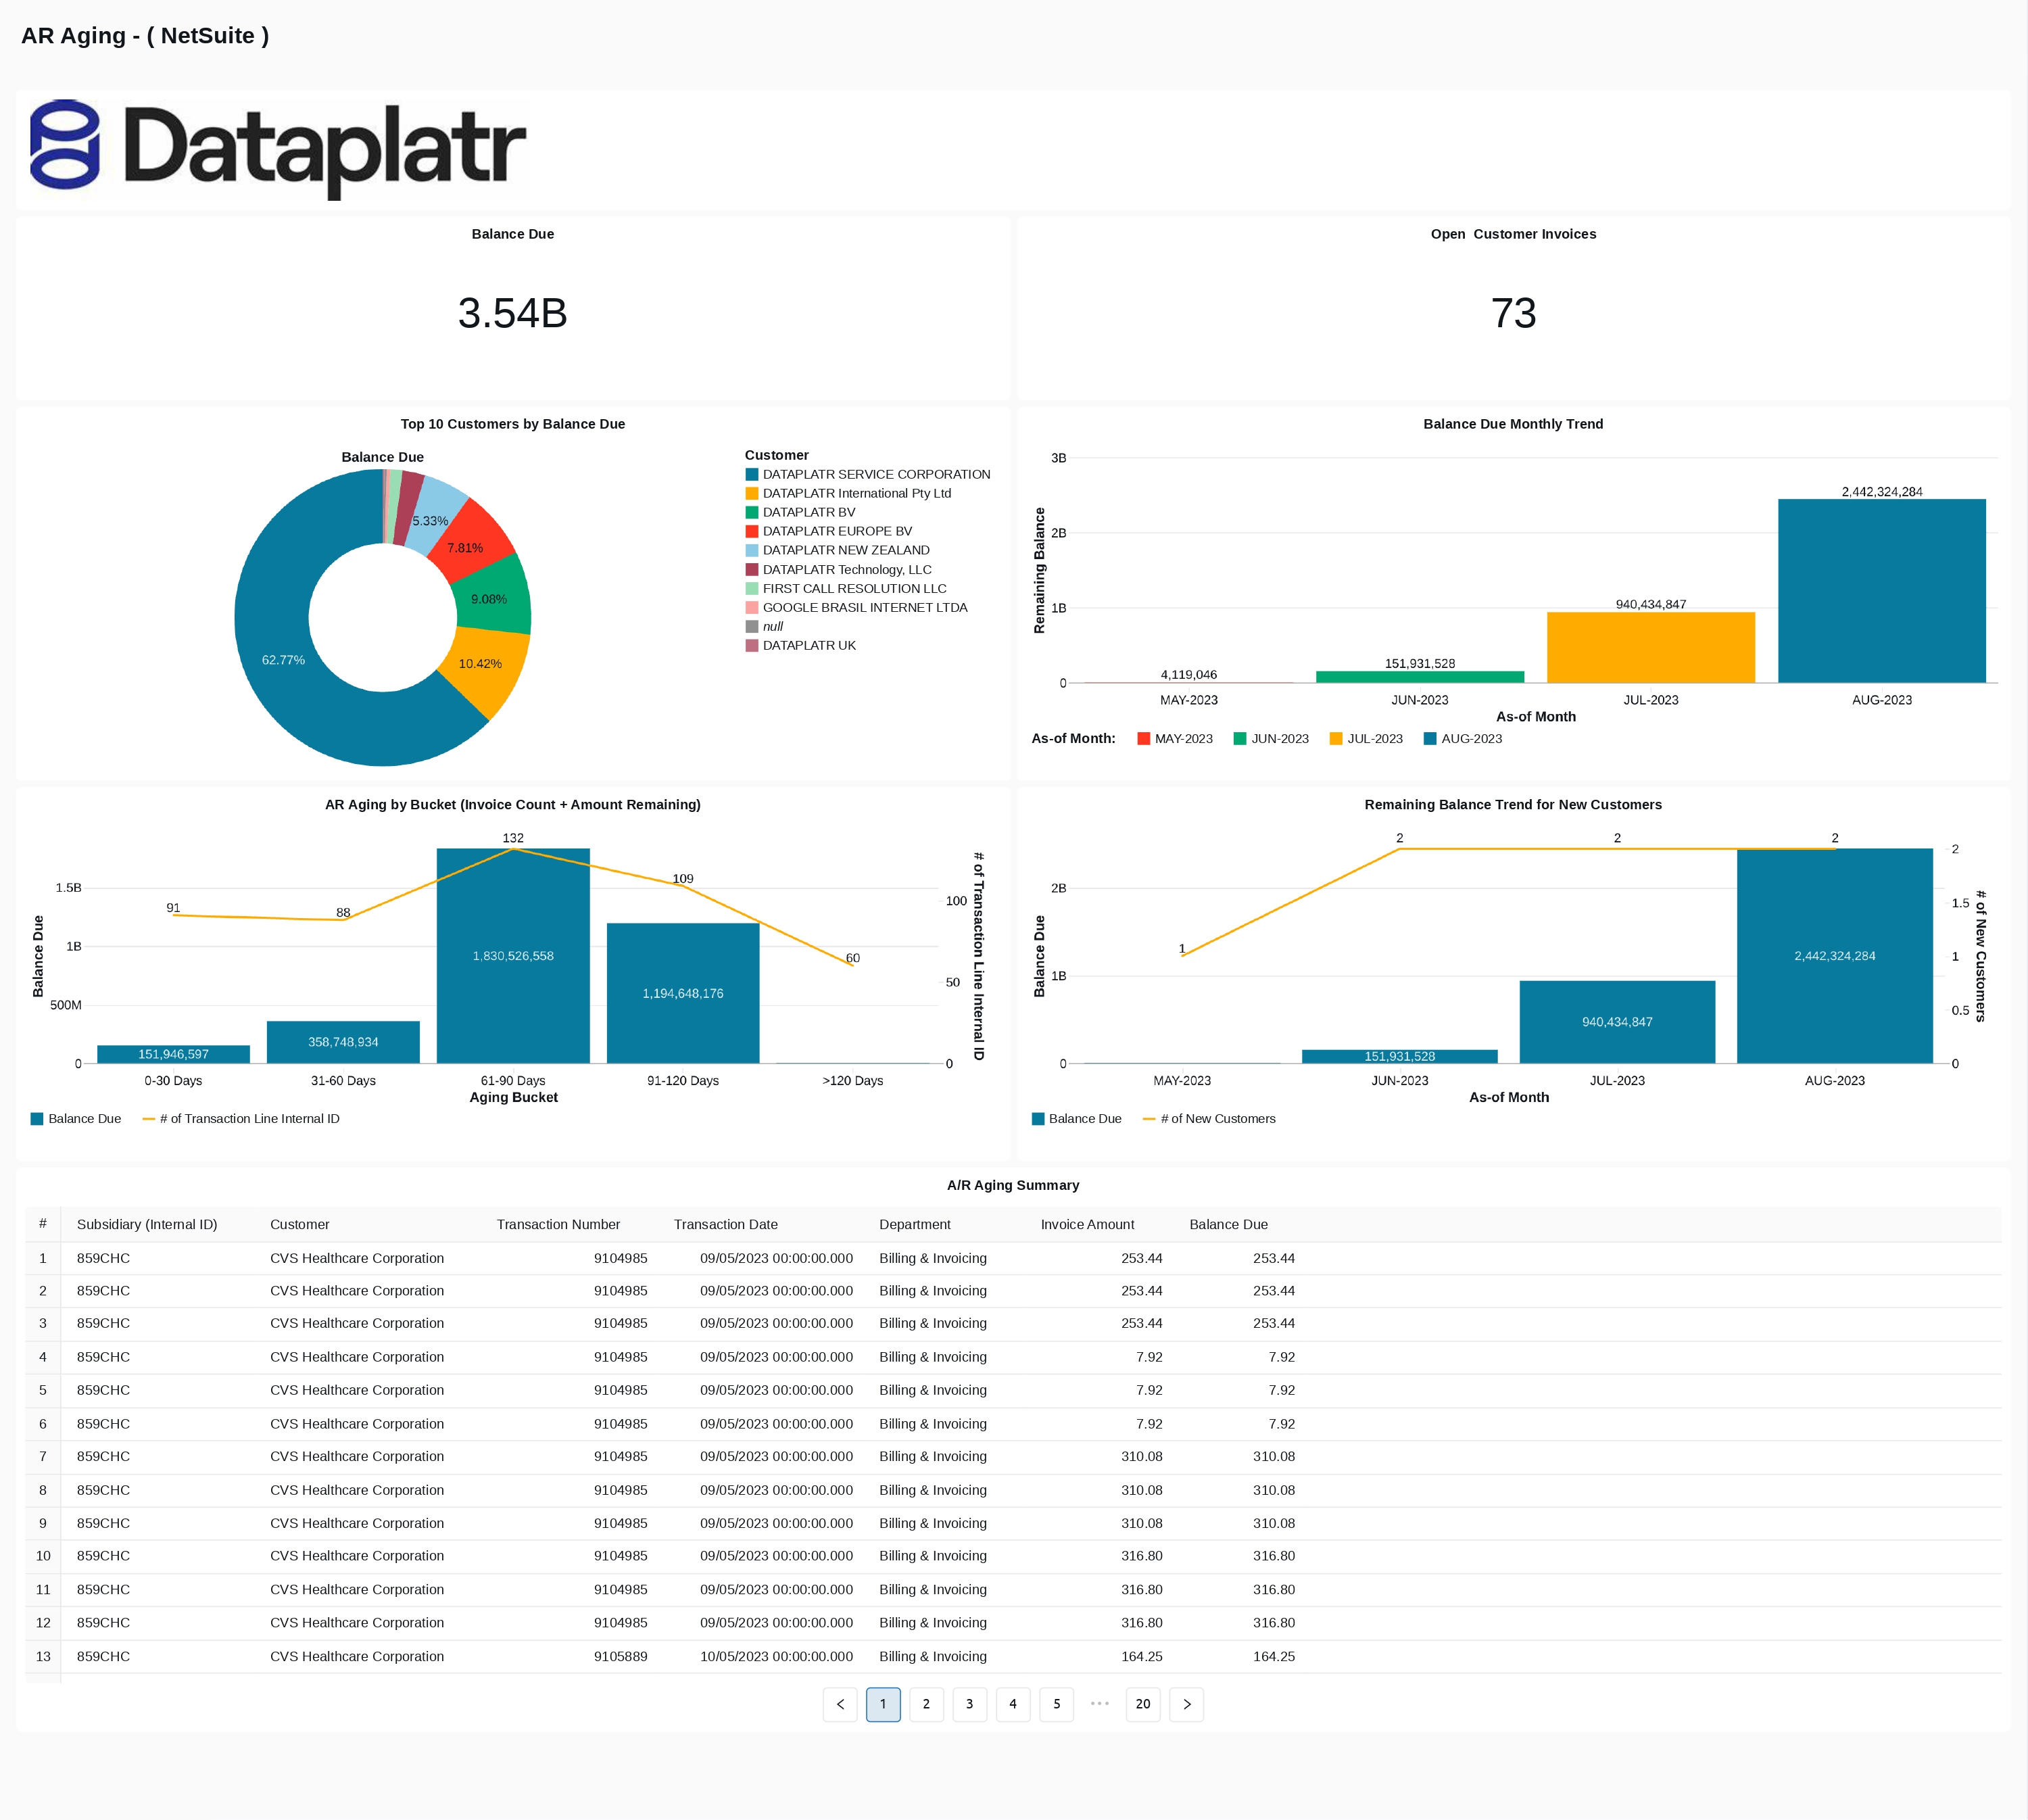 AR Aging - ( NetSuite )
Dataplatr
Balance Due
3.54B
Open  Customer Invoices
73
Top 10 Customers by Balance Due
Balance Due
5.33%
7.81%
9.08%
10.42%
62.77%
Customer
DATAPLATR SERVICE CORPORATION
DATAPLATR International Pty Ltd
DATAPLATR BV
DATAPLATR EUROPE BV
DATAPLATR NEW ZEALAND
DATAPLATR Technology, LLC
FIRST CALL RESOLUTION LLC
GOOGLE BRASIL INTERNET LTDA
null
DATAPLATR UK
Balance Due Monthly Trend
Remaining Balance
3B
2B
1B
0
4,119,046
151,931,528
940,434,847
2,442,324,284
MAY-2023 JUN-2023 JUL-2023 AUG-2023
As-of Month
As-of Month: MAY-2023 JUN-2023 JUL-2023 AUG-2023
AR Aging by Bucket (Invoice Count + Amount Remaining)
Balance Due
1.5B
1B
500M
0
91
88
132
109
60
151,946,597
358,748,934
1,830,526,558
1,194,648,176
100
50
0
# of Transaction Line Internal ID
0-30 Days 31-60 Days 61-90 Days 91-120 Days >120 Days
Aging Bucket
Balance Due # of Transaction Line Internal ID
Remaining Balance Trend for New Customers
Balance Due
2B
1B
0
1
2
2
2
151,931,528
940,434,847
2,442,324,284
2
1.5
1
0.5
0
# of New Customers
MAY-2023 JUN-2023 JUL-2023 AUG-2023
As-of Month
Balance Due # of New Customers
A/R Aging Summary
# Subsidiary (Internal ID) Customer Transaction Number Transaction Date Department Invoice Amount Balance Due
1 859CHC CVS Healthcare Corporation 9104985 09/05/2023 00:00:00.000 Billing & Invoicing 253.44 253.44
2 859CHC CVS Healthcare Corporation 9104985 09/05/2023 00:00:00.000 Billing & Invoicing 253.44 253.44
3 859CHC CVS Healthcare Corporation 9104985 09/05/2023 00:00:00.000 Billing & Invoicing 253.44 253.44
4 859CHC CVS Healthcare Corporation 9104985 09/05/2023 00:00:00.000 Billing & Invoicing 7.92 7.92
5 859CHC CVS Healthcare Corporation 9104985 09/05/2023 00:00:00.000 Billing & Invoicing 7.92 7.92
6 859CHC CVS Healthcare Corporation 9104985 09/05/2023 00:00:00.000 Billing & Invoicing 7.92 7.92
7 859CHC CVS Healthcare Corporation 9104985 09/05/2023 00:00:00.000 Billing & Invoicing 310.08 310.08
8 859CHC CVS Healthcare Corporation 9104985 09/05/2023 00:00:00.000 Billing & Invoicing 310.08 310.08
9 859CHC CVS Healthcare Corporation 9104985 09/05/2023 00:00:00.000 Billing & Invoicing 310.08 310.08
10 859CHC CVS Healthcare Corporation 9104985 09/05/2023 00:00:00.000 Billing & Invoicing 316.80 316.80
11 859CHC CVS Healthcare Corporation 9104985 09/05/2023 00:00:00.000 Billing & Invoicing 316.80 316.80
12 859CHC CVS Healthcare Corporation 9104985 09/05/2023 00:00:00.000 Billing & Invoicing 316.80 316.80
13 859CHC CVS Healthcare Corporation 9105889 10/05/2023 00:00:00.000 Billing & Invoicing 164.25 164.25
< 1 2 3 4 5 ••• 20 >